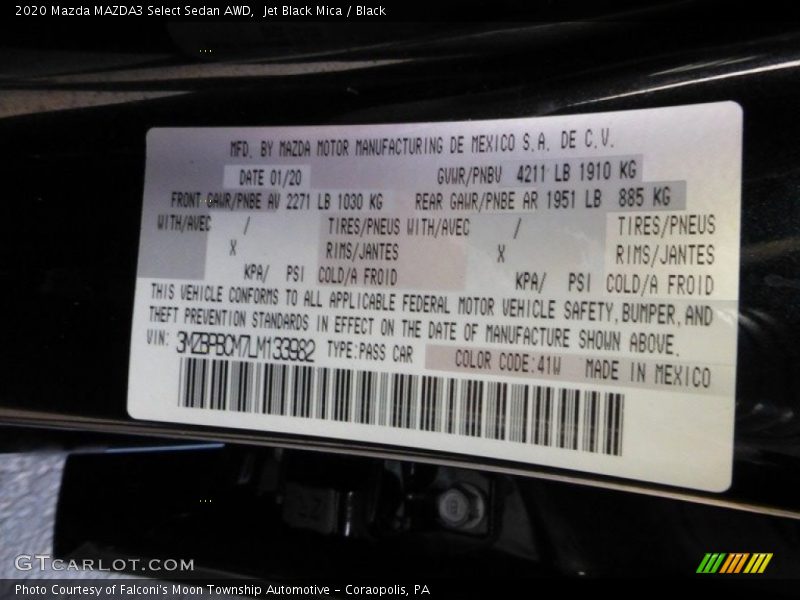 2020 Mazda MAZDA3 Select Sedan AWD,  Jet Black Mica / Black
MFD. BY MAZDA MOTOR MANUFACTURING DE MEXICO S.A. DE C.V.
DATE 01/20 GVWR/PNBV 4211 LB 1910 KG
FRONT GAWR/PNBE AV 2271 LB 1030 KG REAR GAWR/PNBE AR 1951 LB 885 KG
WITH/AVEC / TIRES/PNEUS WITH/AVEC / TIRES/PNEUS
X RIMS/JANTES X RIMS/JANTES
KPA/ PSI COLD/A FROID KPA/ PSI COLD/A FROID
THIS VEHICLE CONFORMS TO ALL APPLICABLE FEDERAL MOTOR VEHICLE SAFETY, BUMPER, AND
THEFT PREVENTION STANDARDS IN EFFECT ON THE DATE OF MANUFACTURE SHOWN ABOVE.
VIN: 3MZBPBCM7LM133982 TYPE:PASS CAR COLOR CODE:41W MADE IN MEXICO
GTCARLOT.COM
Photo Courtesy of Falconi's Moon Township Automotive - Coraopolis, PA